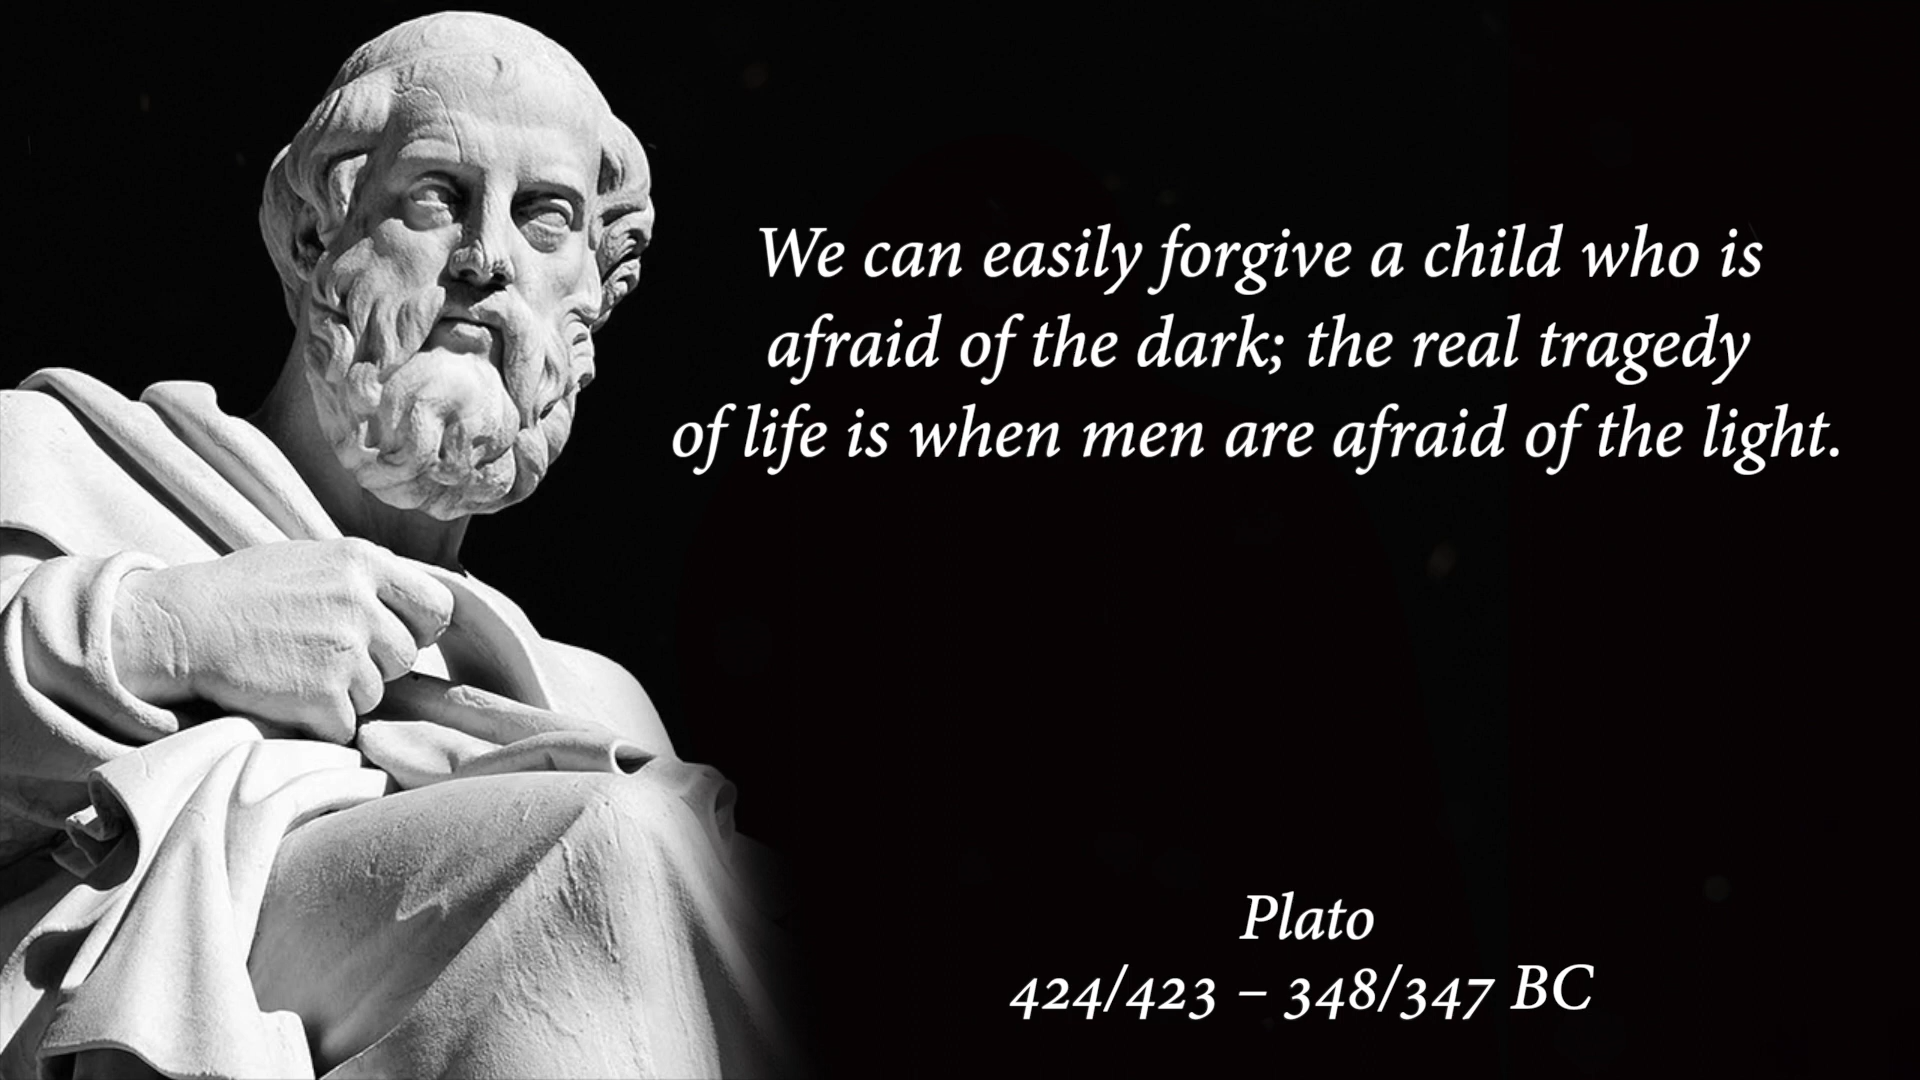 We can easily forgive a child who is
afraid of the dark; the real tragedy
of life is when men are afraid of the light.
Plato
424/423 – 348/347 BC